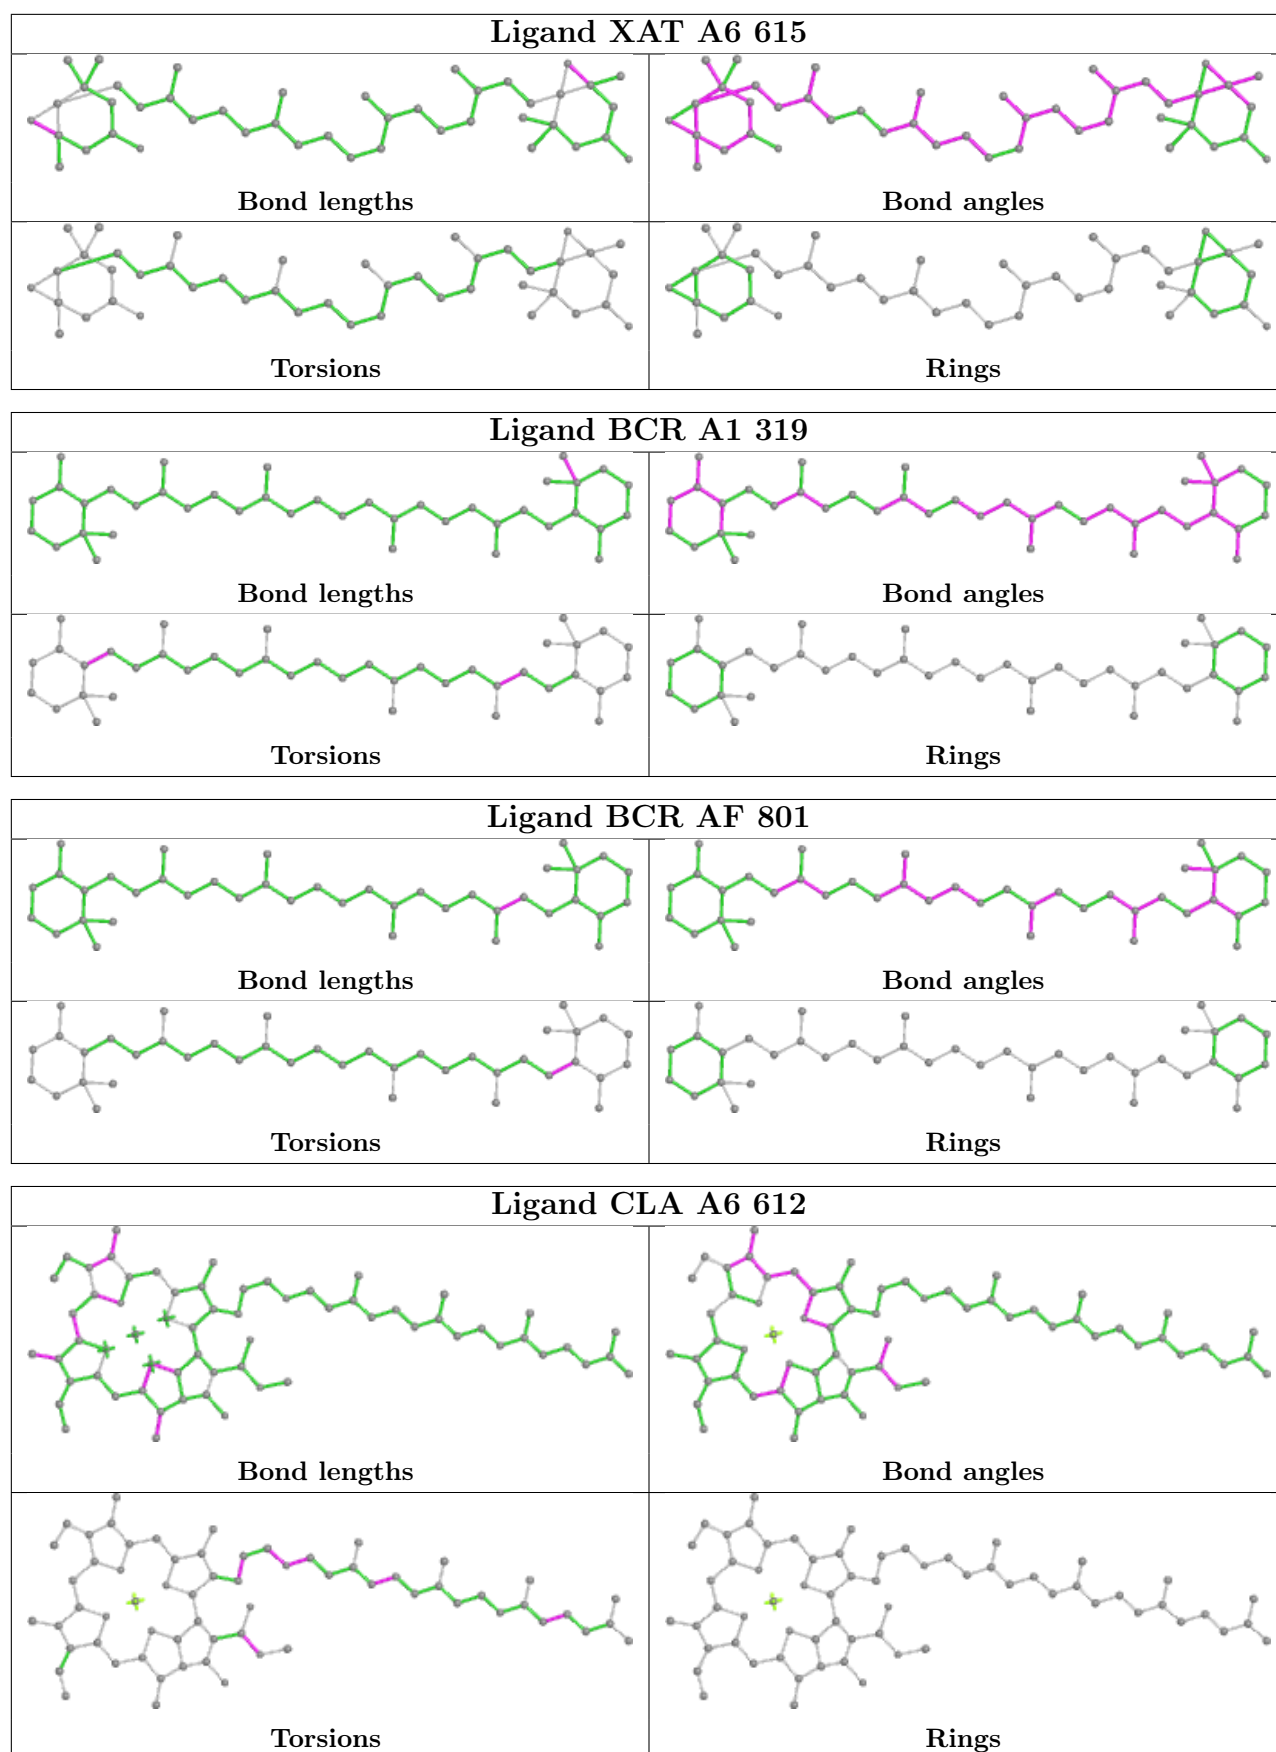 Ligand XAT A6 615
Bond lengths
Bond angles
Torsions
Rings
Ligand BCR A1 319
Bond lengths
Bond angles
Torsions
Rings
Ligand BCR AF 801
Bond lengths
Bond angles
Torsions
Rings
Ligand CLA A6 612
Bond lengths
Bond angles
Torsions
Rings